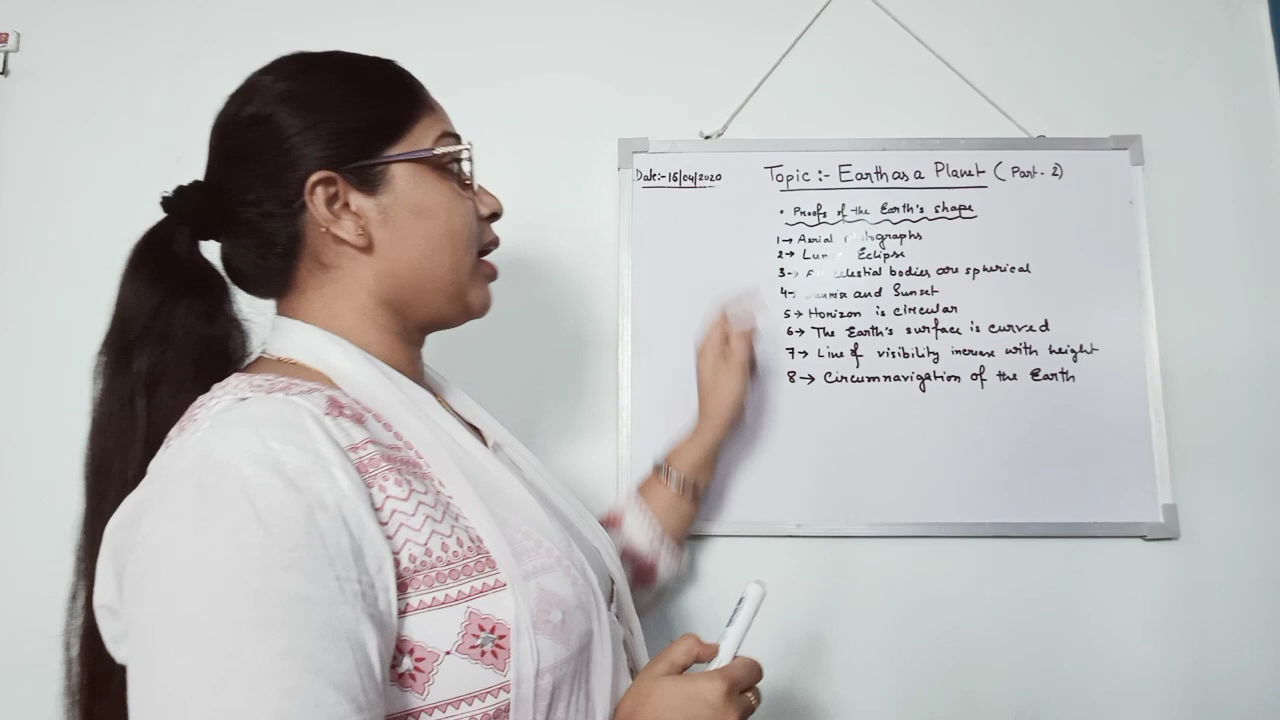 Date:- 16/04/2020
Topic :- Earth as a Planet (Part - 2)
• Proofs of the Earth's shape
1→ Aerial
2→ Eclipse
3→ bodies are spherical
4→ and Sunset
5→ Horizon is circular
6→ The Earth's surface is curved
7→ Line of visibility increase with height
8→ Circumnavigation of the Earth